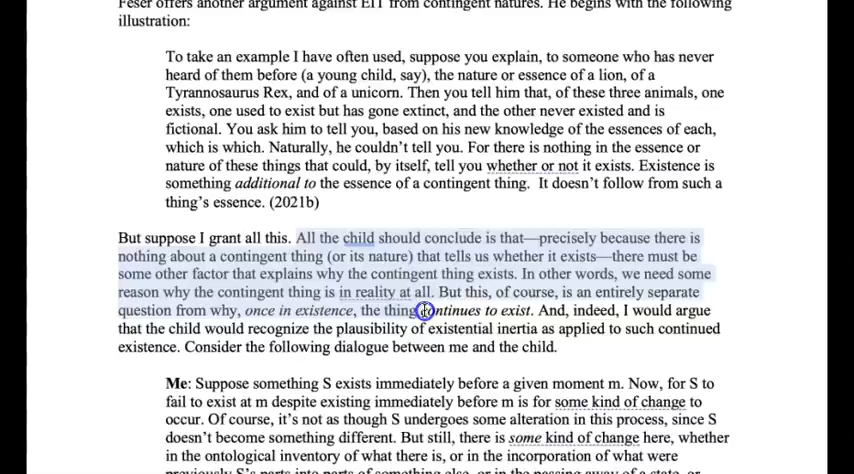 Feser offers another argument against EIT from contingent natures. He begins with the following
illustration:
To take an example I have often used, suppose you explain, to someone who has never
heard of them before (a young child, say), the nature or essence of a lion, of a
Tyrannosaurus Rex, and of a unicorn. Then you tell him that, of these three animals, one
exists, one used to exist but has gone extinct, and the other never existed and is
fictional. You ask him to tell you, based on his new knowledge of the essences of each,
which is which. Naturally, he couldn’t tell you. For there is nothing in the essence or
nature of these things that could, by itself, tell you whether or not it exists. Existence is
something additional to the essence of a contingent thing.  It doesn’t follow from such a
thing’s essence. (2021b)
But suppose I grant all this. All the child should conclude is that—precisely because there is
nothing about a contingent thing (or its nature) that tells us whether it exists—there must be
some other factor that explains why the contingent thing exists. In other words, we need some
reason why the contingent thing is in reality at all. But this, of course, is an entirely separate
question from why, once in existence, the thing continues to exist. And, indeed, I would argue
that the child would recognize the plausibility of existential inertia as applied to such continued
existence. Consider the following dialogue between me and the child.
Me: Suppose something S exists immediately before a given moment m. Now, for S to
fail to exist at m despite existing immediately before m is for some kind of change to
occur. Of course, it’s not as though S undergoes some alteration in this process, since S
doesn’t become something different. But still, there is some kind of change here, whether
in the ontological inventory of what there is, or in the incorporation of what were
previously S’s parts into parts of something else, or in the passing away of a state, or